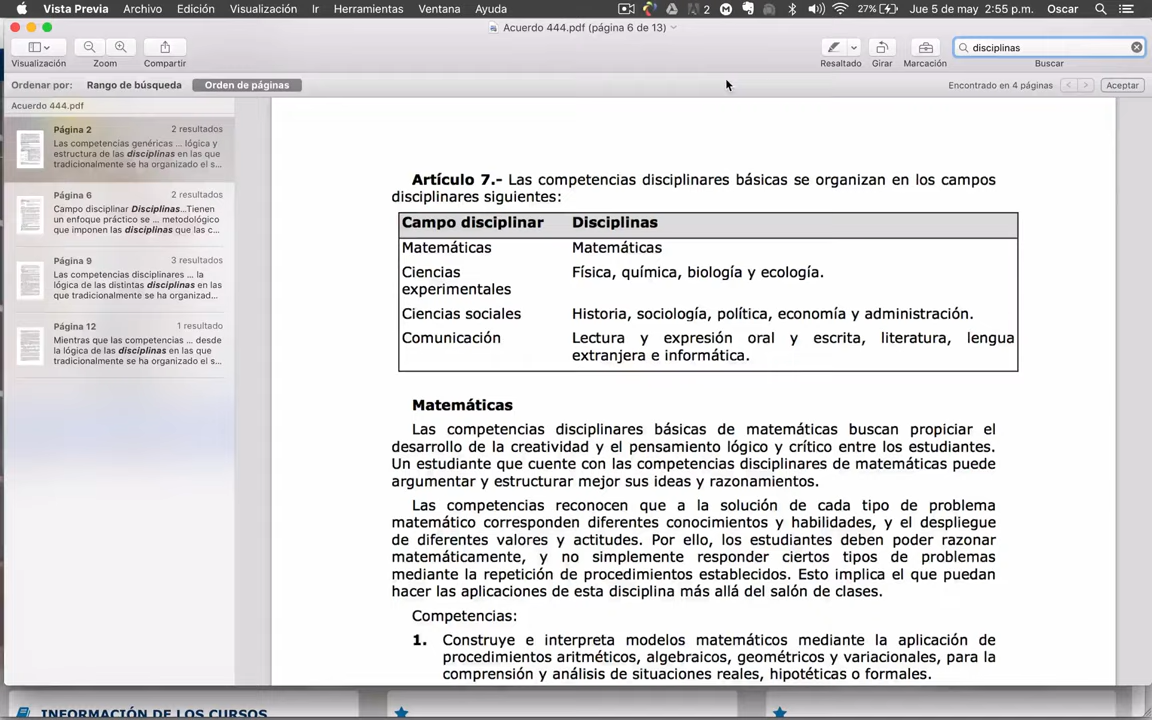 Vista Previa Archivo Edición Visualización Ir Herramientas Ventana Ayuda 2 27% Jue 5 de may 2:55 p.m. Oscar
Acuerdo 444.pdf (página 6 de 13)
disciplinas
Visualización Zoom Compartir Resaltado Girar Marcación Buscar
Ordenar por: Rango de búsqueda Orden de páginas Encontrado en 4 páginas Aceptar
Acuerdo 444.pdf
Página 2 2 resultados
Las competencias genéricas ... lógica y
estructura de las disciplinas en las que
tradicionalmente se ha organizado el s...
Página 6 2 resultados
Campo disciplinar Disciplinas...Tienen
un enfoque práctico se ... metodológico
que imponen las disciplinas que las c...
Página 9 3 resultados
Las competencias disciplinares ... la
lógica de las distintas disciplinas en las
que tradicionalmente se ha organizad...
Página 12 1 resultado
Mientras que las competencias ... desde
la lógica de las disciplinas en las que
tradicionalmente se ha organizado el s...
Artículo 7.- Las competencias disciplinares básicas se organizan en los campos
disciplinares siguientes:
Campo disciplinar Disciplinas
Matemáticas Matemáticas
Ciencias Física, química, biología y ecología.
experimentales
Ciencias sociales Historia, sociología, política, economía y administración.
Comunicación Lectura y expresión oral y escrita, literatura, lengua
extranjera e informática.
Matemáticas
Las competencias disciplinares básicas de matemáticas buscan propiciar el
desarrollo de la creatividad y el pensamiento lógico y crítico entre los estudiantes.
Un estudiante que cuente con las competencias disciplinares de matemáticas puede
argumentar y estructurar mejor sus ideas y razonamientos.
Las competencias reconocen que a la solución de cada tipo de problema
matemático corresponden diferentes conocimientos y habilidades, y el despliegue
de diferentes valores y actitudes. Por ello, los estudiantes deben poder razonar
matemáticamente, y no simplemente responder ciertos tipos de problemas
mediante la repetición de procedimientos establecidos. Esto implica el que puedan
hacer las aplicaciones de esta disciplina más allá del salón de clases.
Competencias:
1. Construye e interpreta modelos matemáticos mediante la aplicación de
procedimientos aritméticos, algebraicos, geométricos y variacionales, para la
comprensión y análisis de situaciones reales, hipotéticas o formales.
INFORMACIÓN DE LOS CURSOS